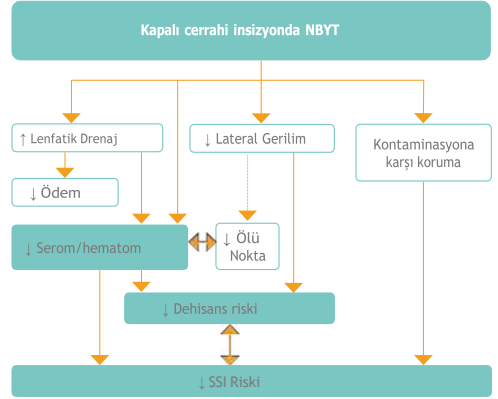 Kapalı cerrahi insizyonda NBYT
↑ Lenfatik Drenaj
↓ Lateral Gerilim
Kontaminasyona
karşı koruma
↓ Ödem
↓ Serom/hematom
↓ Ölü
Nokta
↓ Dehisans riski
↓ SSI Riski